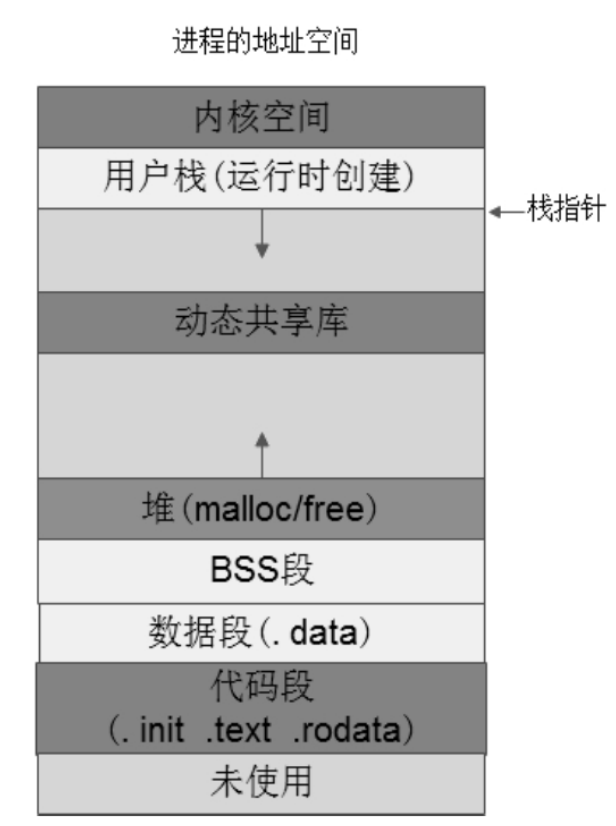 进程的地址空间
内核空间
用户栈(运行时创建)
栈指针
动态共享库
堆(malloc/free)
BSS段
数据段(. data)
代码段
(. init .text .rodata)
未使用